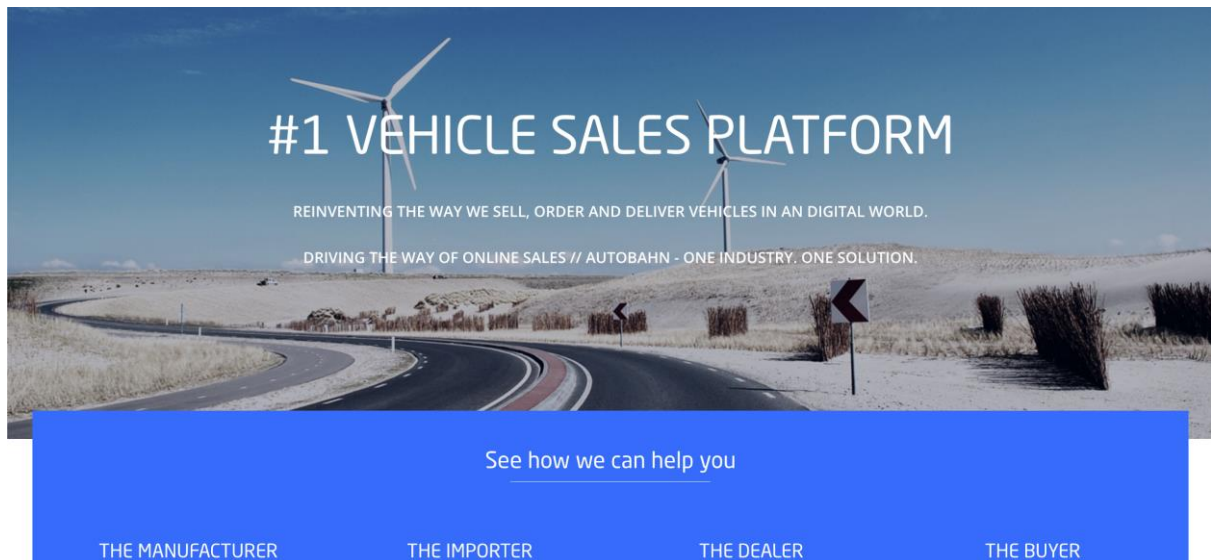 #1 VEHICLE SALES PLATFORM
REINVENTING THE WAY WE SELL, ORDER AND DELIVER VEHICLES IN AN DIGITAL WORLD.
DRIVING THE WAY OF ONLINE SALES // AUTOBAHN - ONE INDUSTRY. ONE SOLUTION.
See how we can help you
THE MANUFACTURER THE IMPORTER THE DEALER THE BUYER